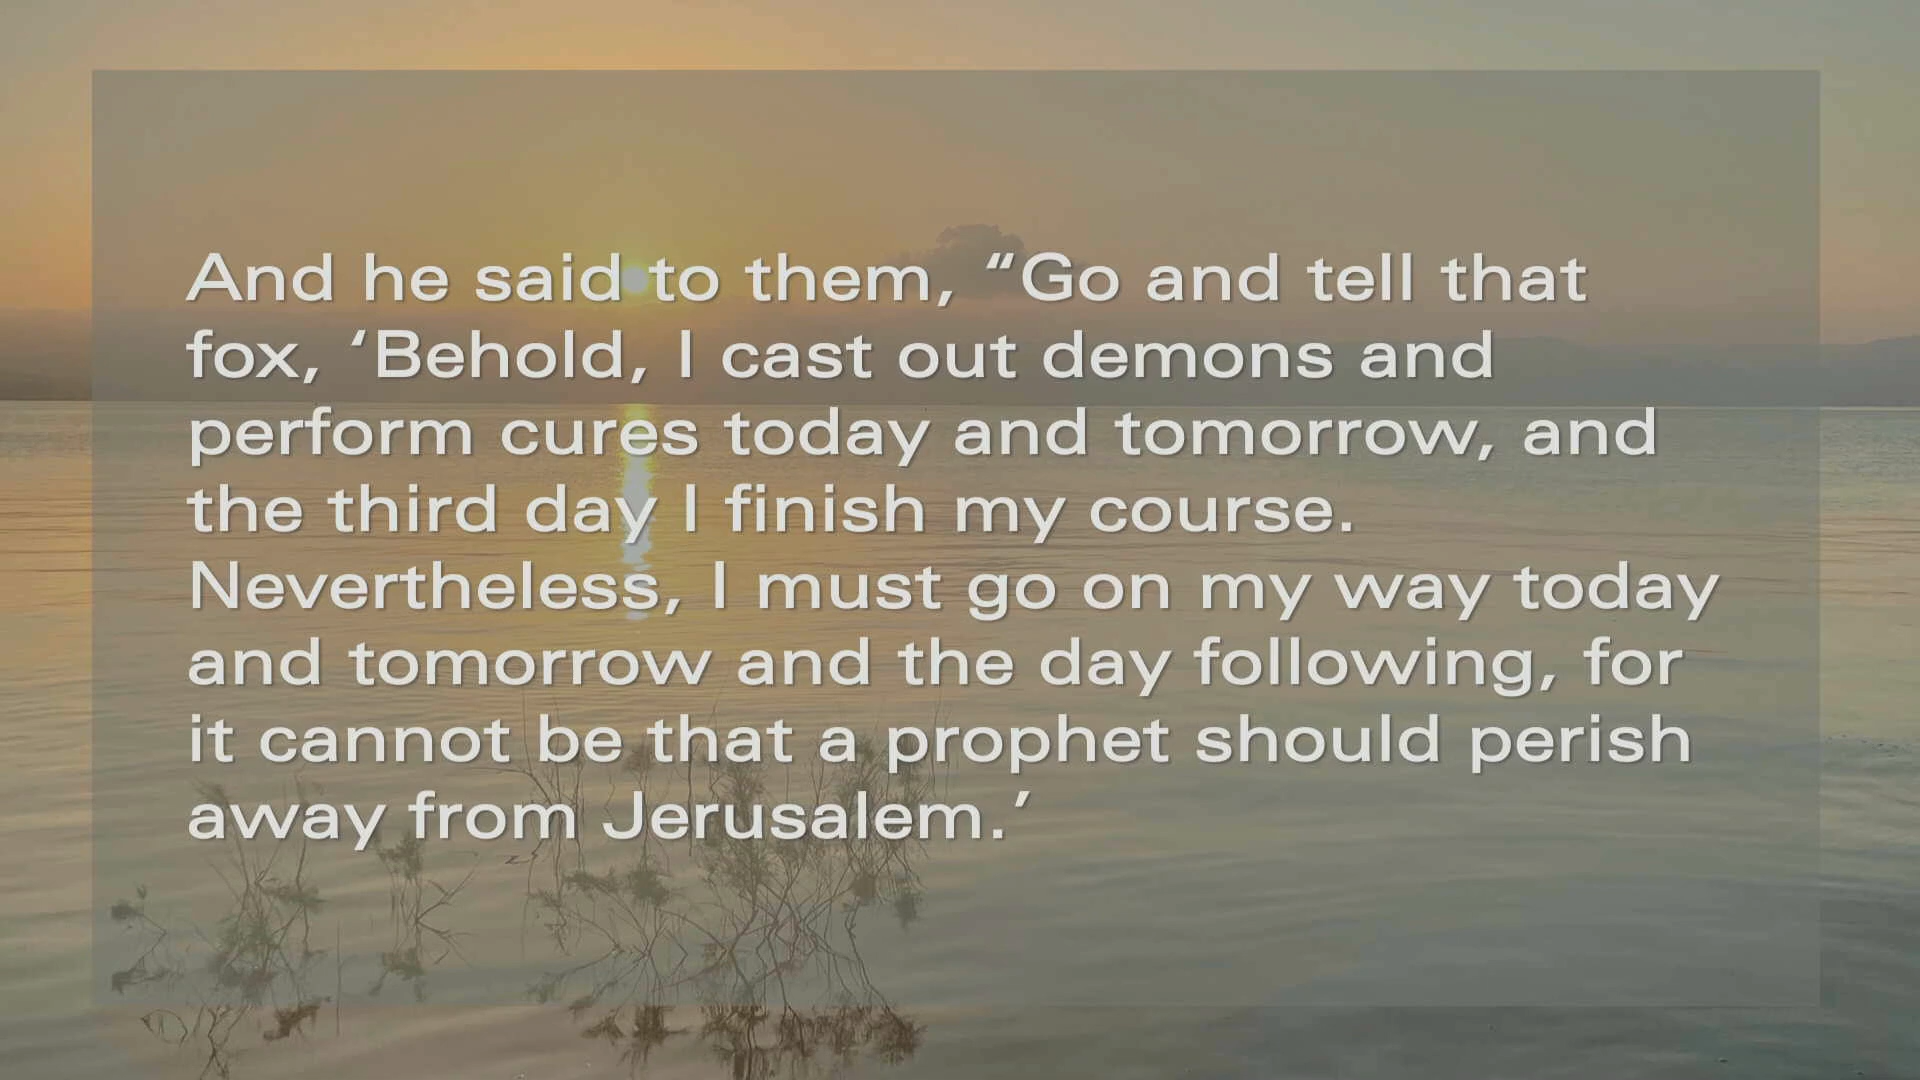 And he said to them, “Go and tell that
fox, ‘Behold, I cast out demons and
perform cures today and tomorrow, and
the third day I finish my course.
Nevertheless, I must go on my way today
and tomorrow and the day following, for
it cannot be that a prophet should perish
away from Jerusalem.’